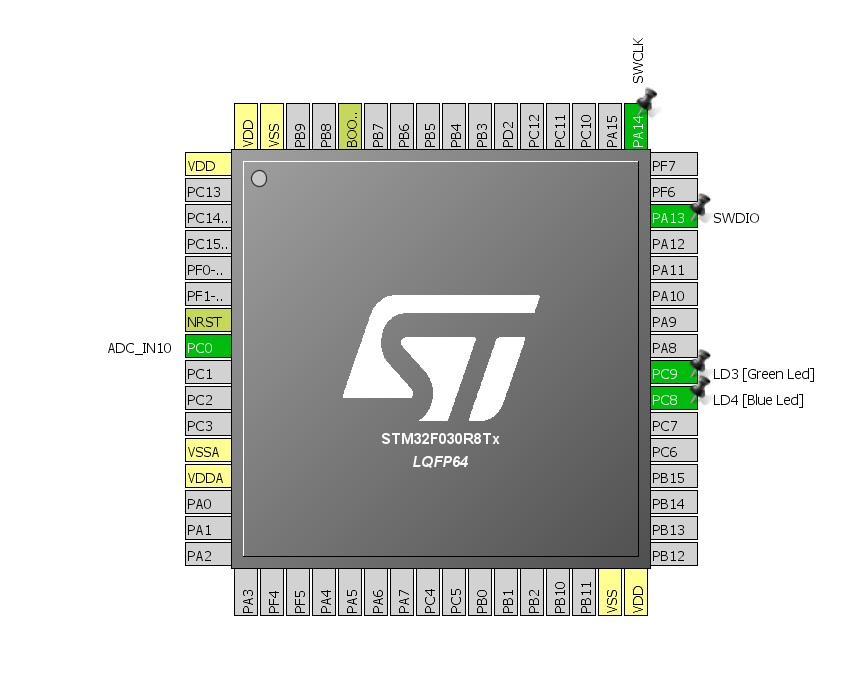 SWCLK
VDD
VSS
PB9
PB8
BOO..
PB7
PB6
PB5
PB4
PB3
PD2
PC12
PC11
PC10
PA15
PA14
VDD
PC13
PC14..
PC15..
PF0-..
PF1-..
NRST
ADC_IN10
PC0
PC1
PC2
PC3
VSSA
VDDA
PA0
PA1
PA2
ST
STM32F030R8Tx
LQFP64
PF7
PF6
PA13 SWDIO
PA12
PA11
PA10
PA9
PA8
PC9 LD3 [Green Led]
PC8 LD4 [Blue Led]
PC7
PC6
PB15
PB14
PB13
PB12
PA3
PF4
PF5
PA4
PA5
PA6
PA7
PC4
PC5
PB0
PB1
PB2
PB10
PB11
VSS
VDD